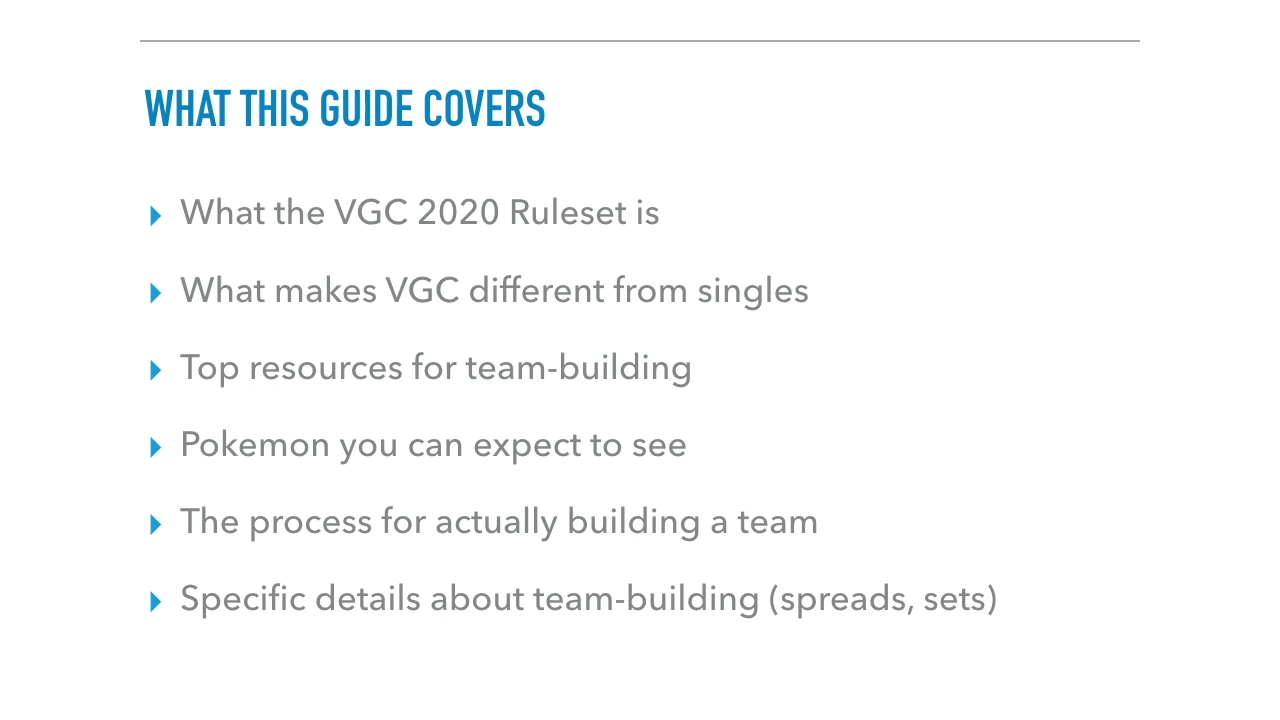 WHAT THIS GUIDE COVERS
What the VGC 2020 Ruleset is
What makes VGC different from singles
Top resources for team-building
Pokemon you can expect to see
The process for actually building a team
Specific details about team-building (spreads, sets)